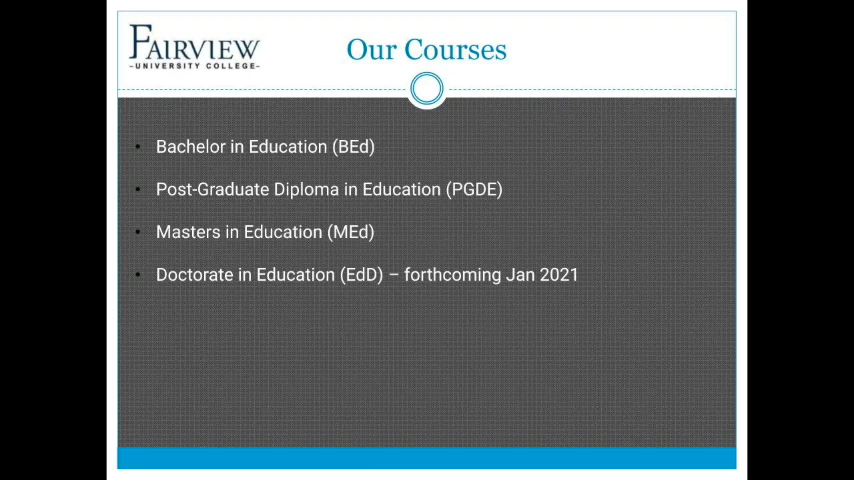 FAIRVIEW
-UNIVERSITY COLLEGE-
Our Courses
• Bachelor in Education (BEd)
• Post-Graduate Diploma in Education (PGDE)
• Masters in Education (MEd)
• Doctorate in Education (EdD) – forthcoming Jan 2021